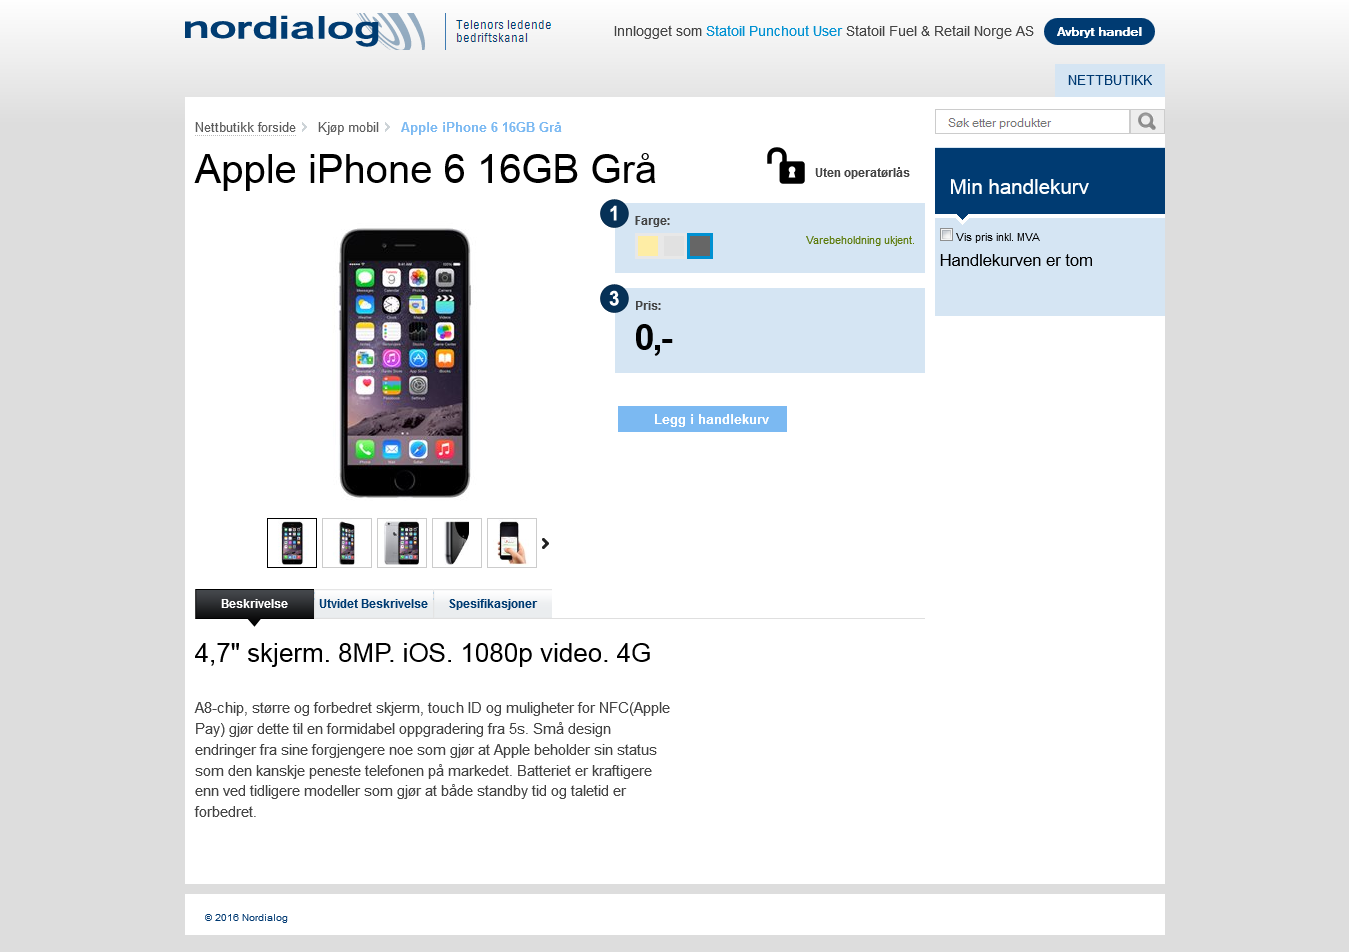 nordialog
Telenors ledende
bedriftskanal
Innlogget som Statoil Punchout User Statoil Fuel & Retail Norge AS
Avbryt handel
NETTBUTIKK
Nettbutikk forside
Kjøp mobil
Apple iPhone 6 16GB Grå
Søk etter produkter
Apple iPhone 6 16GB Grå
Uten operatørlås
Min handlekurv
1
Farge:
Varebeholdning ukjent.
Vis pris inkl. MVA
Handlekurven er tom
3
Pris:
0,-
Legg i handlekurv
Beskrivelse
Utvidet Beskrivelse
Spesifikasjoner
4,7" skjerm. 8MP. iOS. 1080p video. 4G
A8-chip, større og forbedret skjerm, touch ID og muligheter for NFC(Apple
Pay) gjør dette til en formidabel oppgradering fra 5s. Små design
endringer fra sine forgjengere noe som gjør at Apple beholder sin status
som den kanskje peneste telefonen på markedet. Batteriet er kraftigere
enn ved tidligere modeller som gjør at både standby tid og taletid er
forbedret.
© 2016 Nordialog